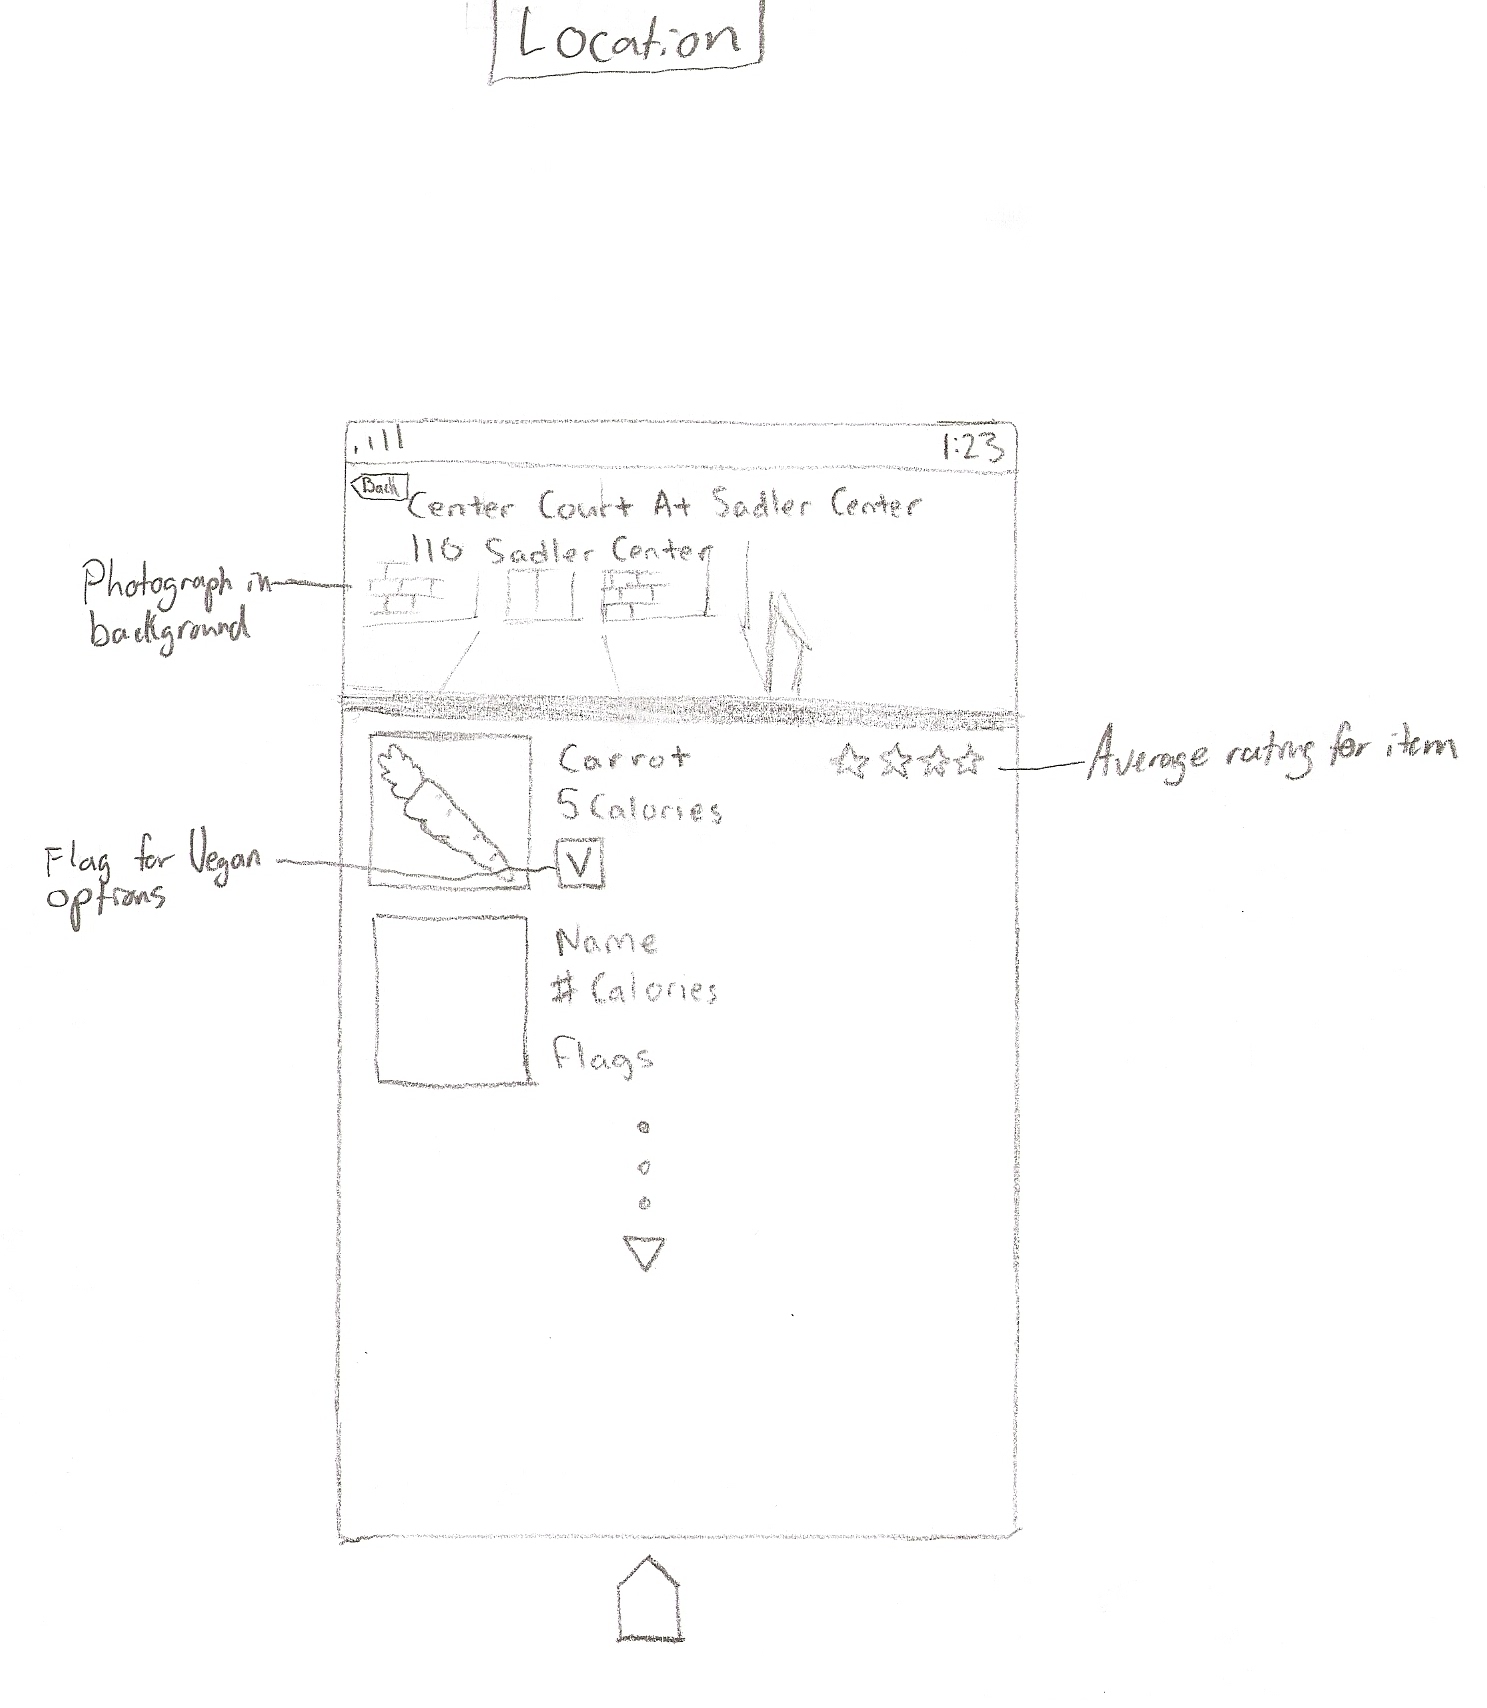 Location
1:23
Back
Center Court At Sadler Center
110 Sadler Center
Photograph in
background
Carrot
Average rating for item
5 Calories
Flag for Vegan
options
V
Name
# Calories
Flags